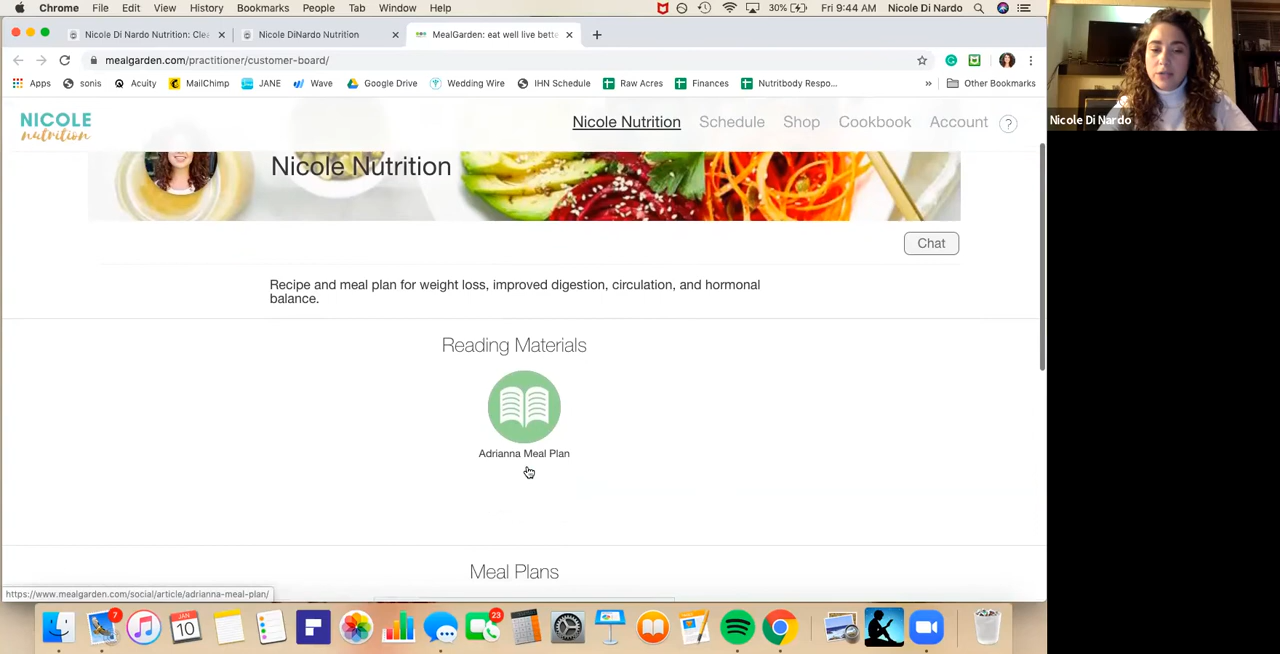 Chrome File Edit View History Bookmarks People Tab Window Help 30% Fri 9:44 AM Nicole Di Nardo
Nicole Di Nardo Nutrition: Clea Nicole DiNardo Nutrition MealGarden: eat well live bette
mealgarden.com/practitioner/customer-board/
Apps sonis Acuity MailChimp JANE Wave Google Drive Wedding Wire IHN Schedule Raw Acres Finances Nutritbody Respo... » Other Bookmarks
Nicole Di Nardo
NICOLE
nutrition
Nicole Nutrition Schedule Shop Cookbook Account ?
Nicole Nutrition
Chat
Recipe and meal plan for weight loss, improved digestion, circulation, and hormonal
balance.
Reading Materials
Adrianna Meal Plan
Meal Plans
https://www.mealgarden.com/social/article/adrianna-meal-plan/
7
JAN
10
23